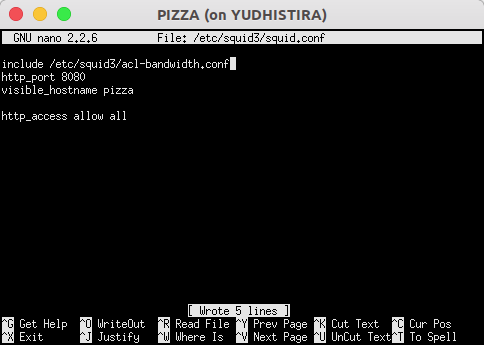 PIZZA (on YUDHISTIRA)
GNU nano 2.2.6 File: /etc/squid3/squid.conf
include /etc/squid3/acl-bandwidth.conf
http_port 8080
visible_hostname pizza
http_access allow all
[ Wrote 5 lines ]
^G Get Help ^O WriteOut ^R Read File ^Y Prev Page ^K Cut Text ^C Cur Pos
^X Exit ^J Justify ^W Where Is ^V Next Page ^U UnCut Text ^T To Spell